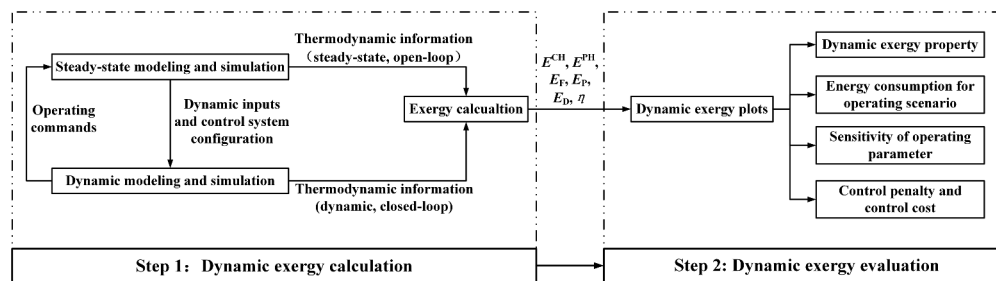 Thermodynamic information
(steady-state, open-loop)
Steady-state modeling and simulation
Operating
commands
Dynamic inputs
and control system
configuration
Exergy calcualtion
Dynamic modeling and simulation
Thermodynamic information
(dynamic, closed-loop)
E^CH, E^PH,
E_F, E_P,
E_D, η
Dynamic exergy plots
Dynamic exergy property
Energy consumption for
operating scenario
Sensitivity of operating
parameter
Control penalty and
control cost
Step 1：Dynamic exergy calculation
Step 2: Dynamic exergy evaluation